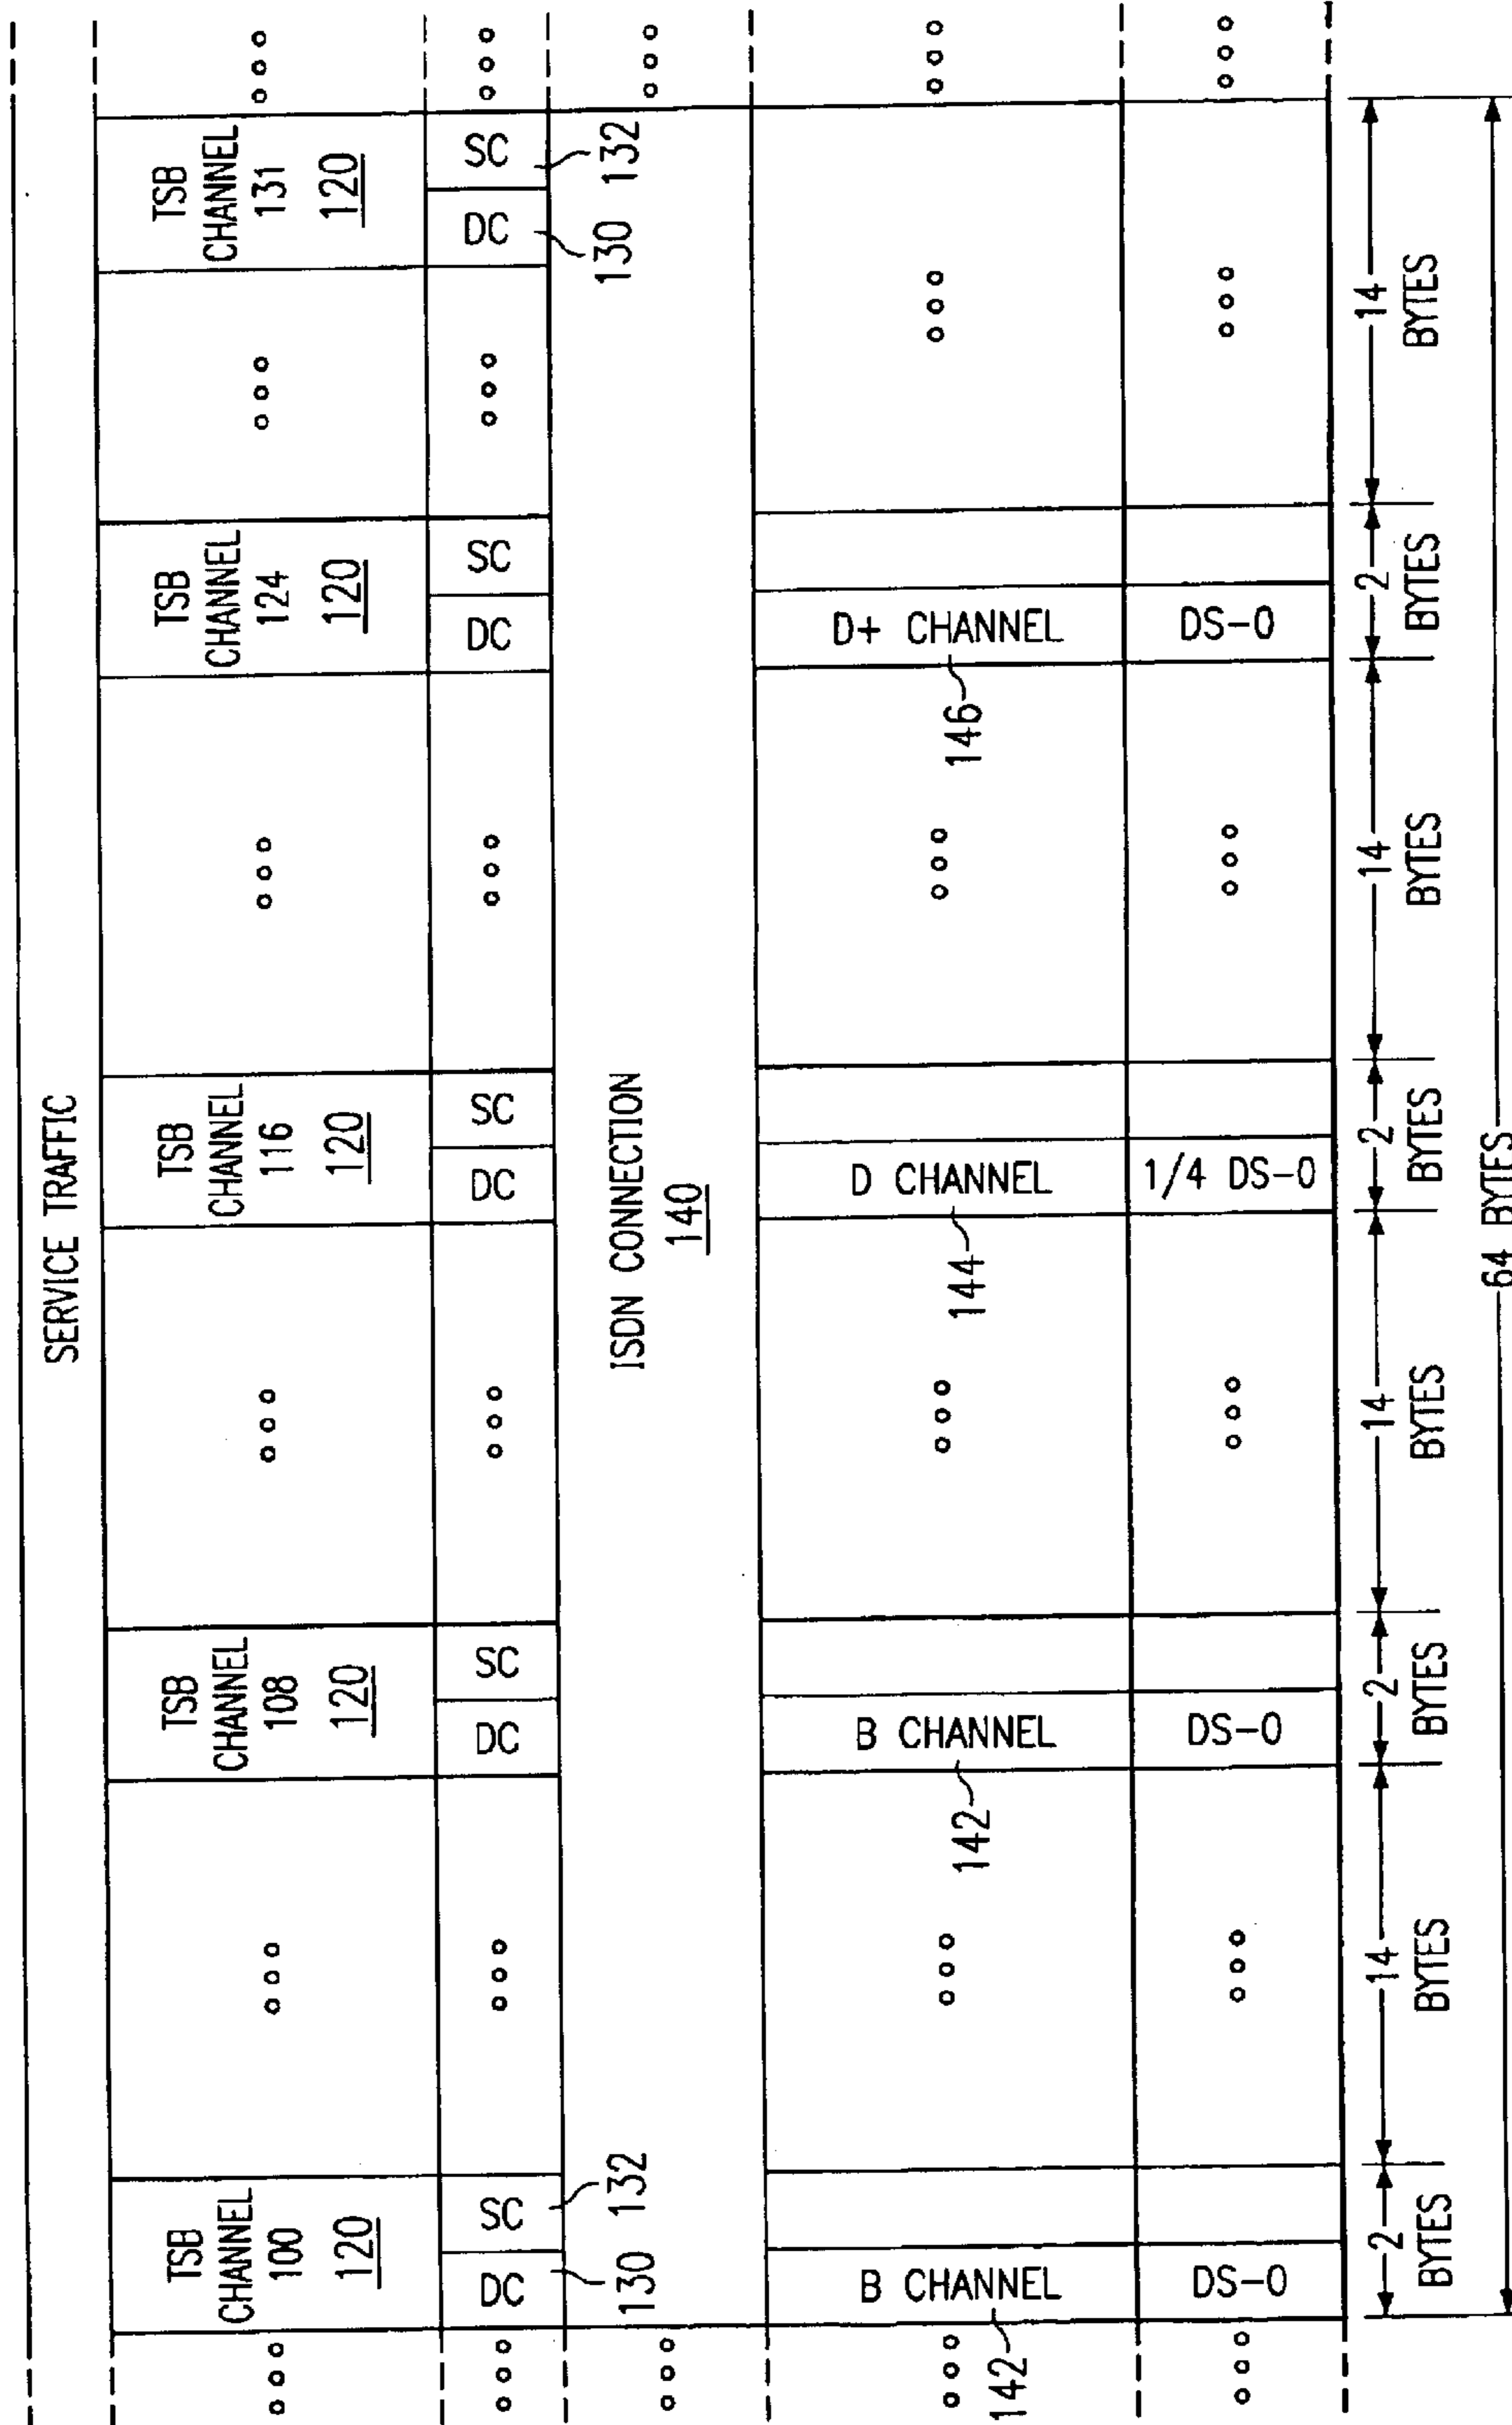 SERVICE TRAFFIC
TSB
CHANNEL
100
120
TSB
CHANNEL
108
120
TSB
CHANNEL
116
120
TSB
CHANNEL
124
120
TSB
CHANNEL
131
120
DC
SC
DC
SC
DC
SC
DC
SC
DC
SC
130
132
130
132
ISDN CONNECTION
140
B CHANNEL
B CHANNEL
D CHANNEL
D+ CHANNEL
142
142
144
146
DS-0
DS-0
1/4 DS-0
DS-0
2
BYTES
14
BYTES
2
BYTES
14
BYTES
2
BYTES
14
BYTES
2
BYTES
14
BYTES
64 BYTES